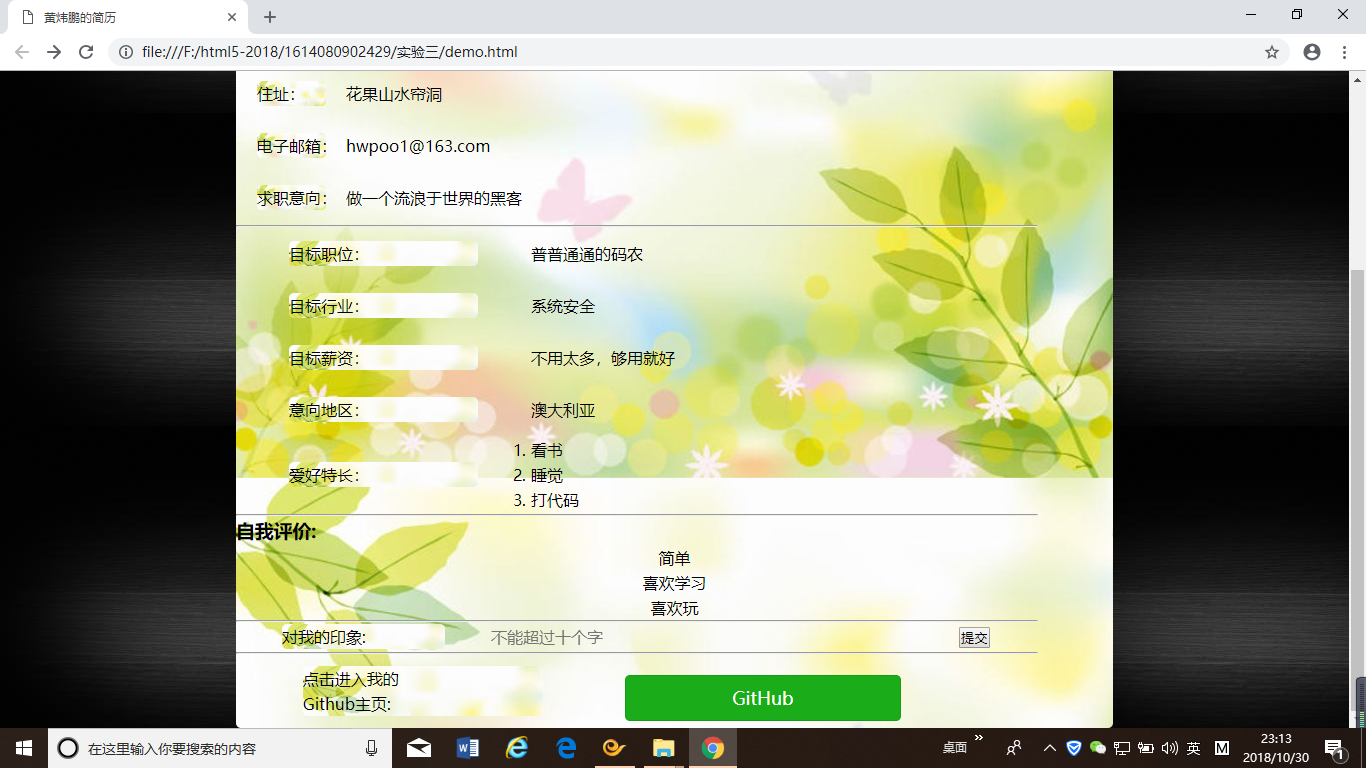 黄炜鹏的简历
file:///F:/html5-2018/1614080902429/实验三/demo.html
住址： 花果山水帘洞
电子邮箱： hwpoo1@163.com
求职意向： 做一个流浪于世界的黑客
目标职位： 普普通通的码农
目标行业： 系统安全
目标薪资： 不用太多，够用就好
意向地区： 澳大利亚
1. 看书
爱好特长： 2. 睡觉
3. 打代码
自我评价:
简单
喜欢学习
喜欢玩
对我的印象: 不能超过十个字 提交
点击进入我的
Github主页: GitHub
在这里输入你要搜索的内容 桌面 英 M 23:13
2018/10/30 1